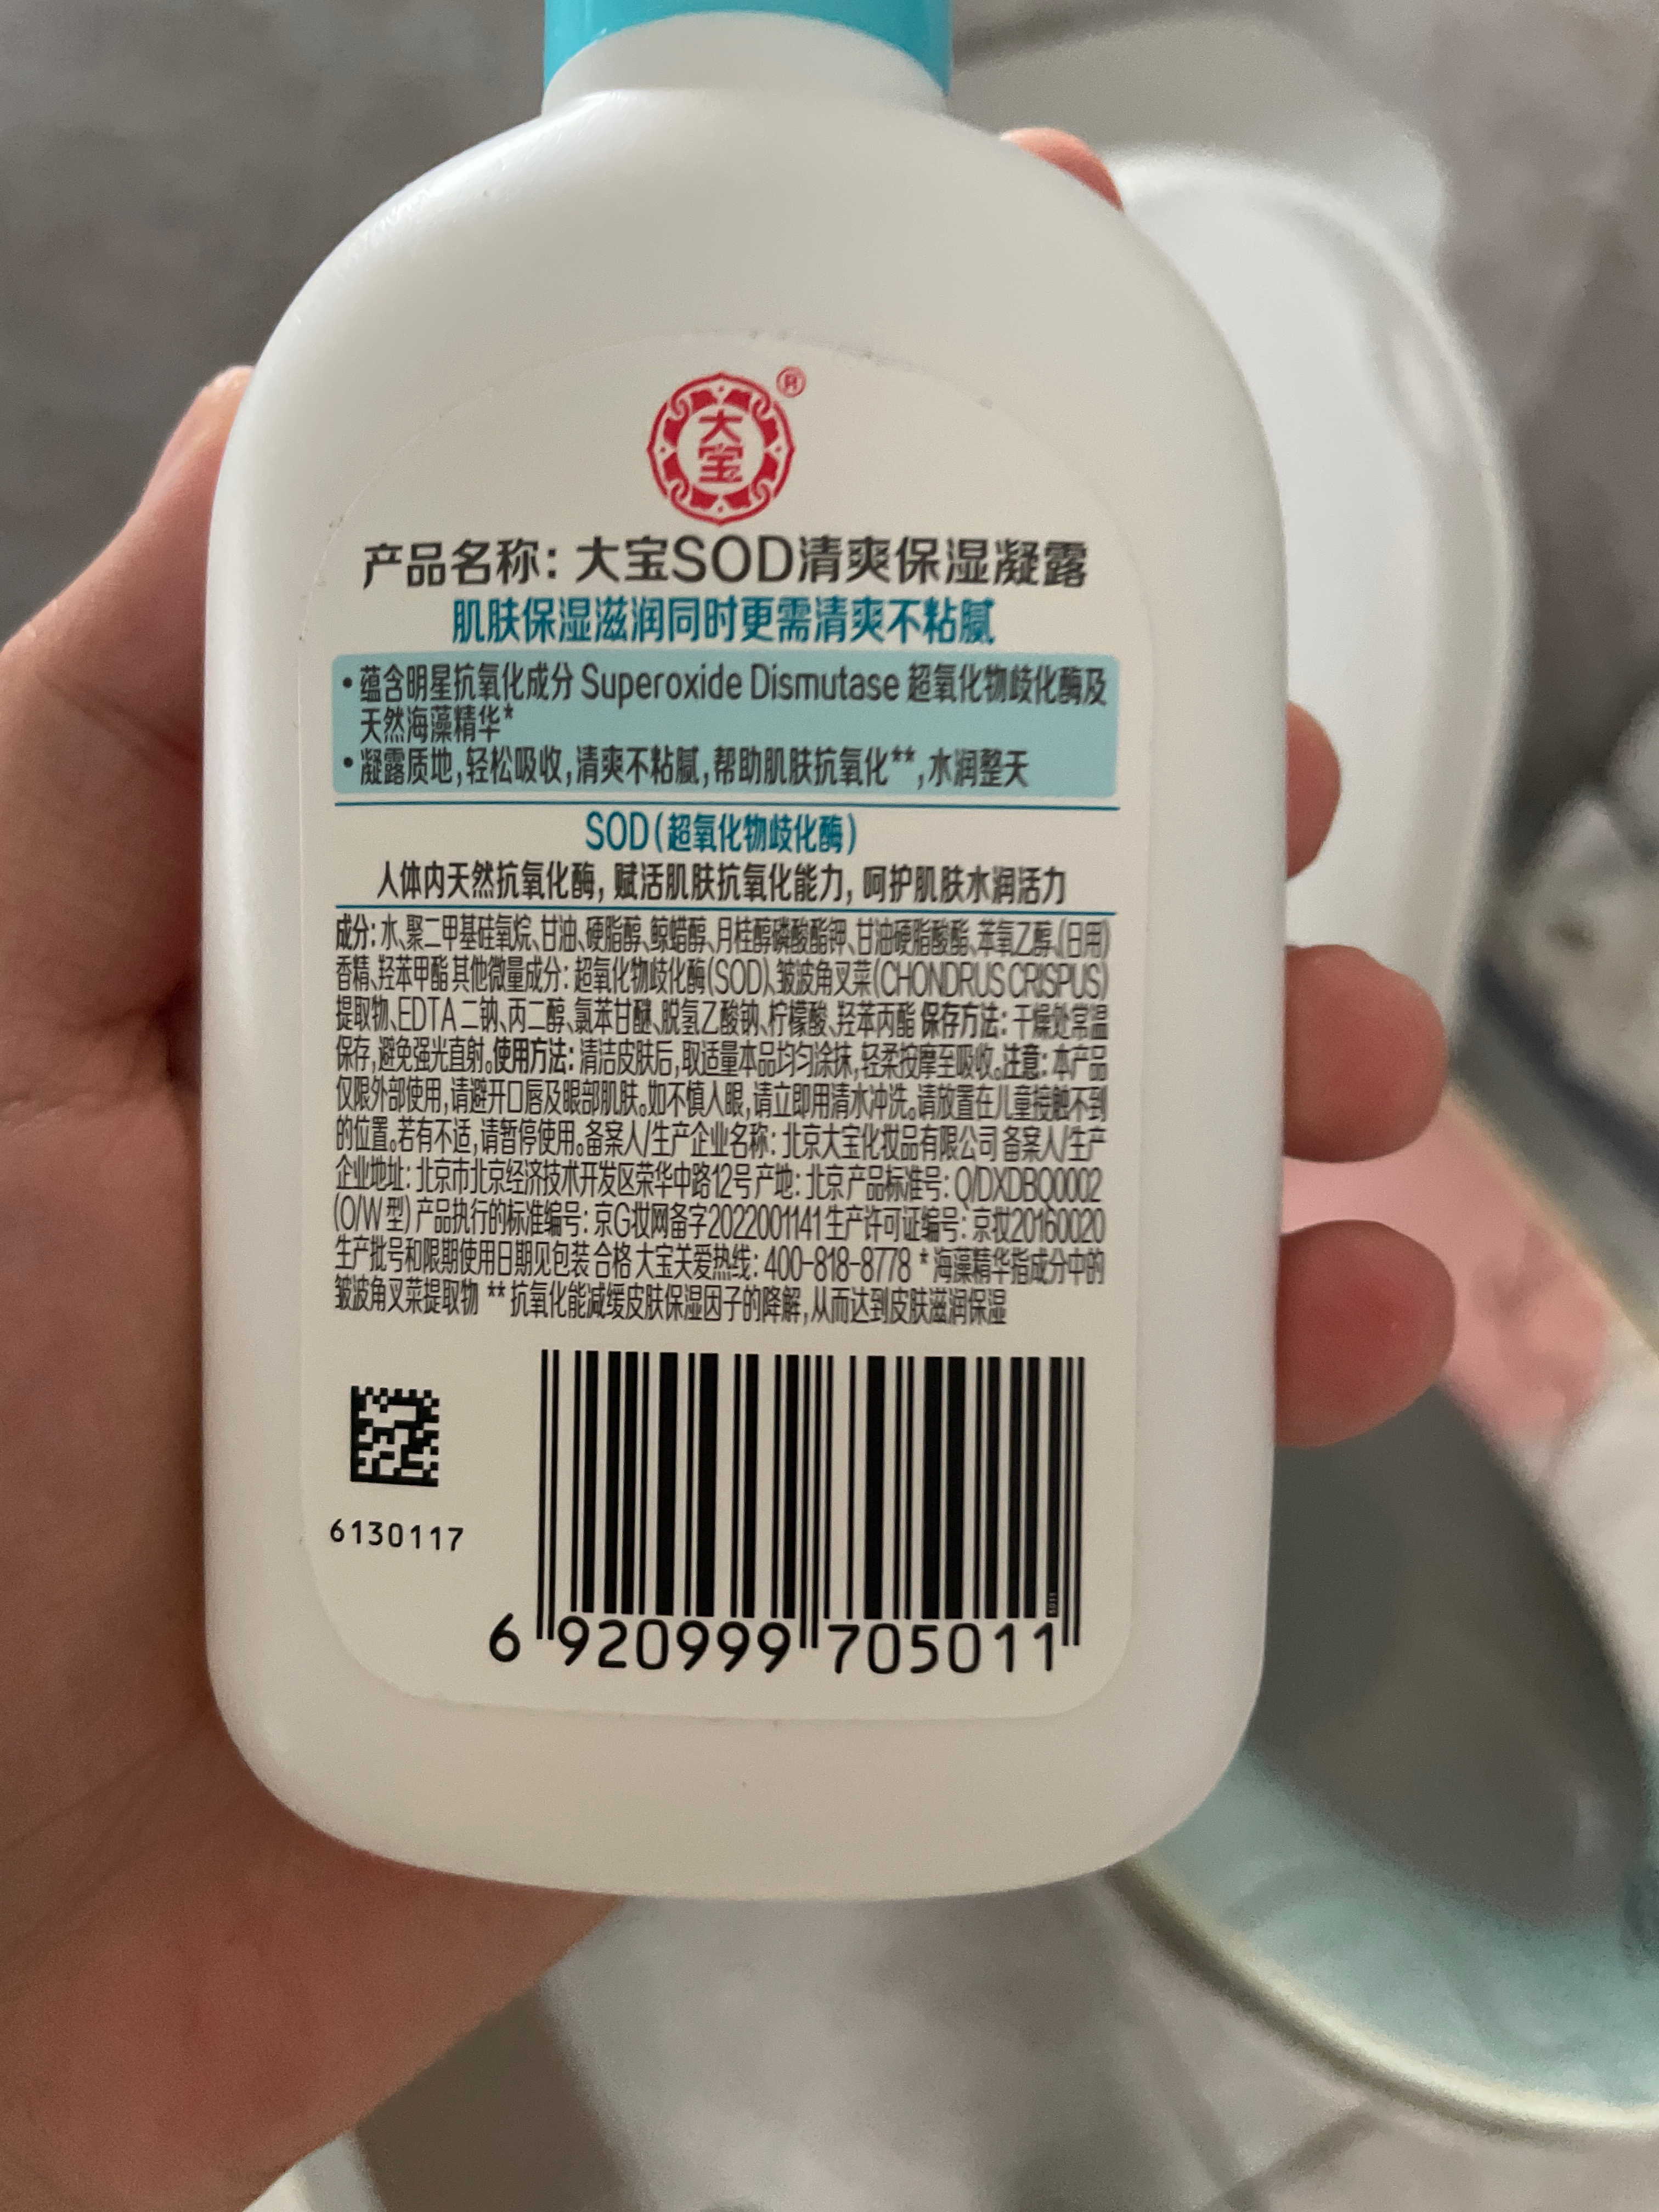 大宝
®
产品名称：大宝SOD清爽保湿凝露
肌肤保湿滋润同时更需清爽不粘腻
•蕴含明星抗氧化成分 Superoxide Dismutase 超氧化物歧化酶及
天然海藻精华*
•凝露质地,轻松吸收,清爽不粘腻,帮助肌肤抗氧化**,水润整天
SOD(超氧化物歧化酶)
人体内天然抗氧化酶, 赋活肌肤抗氧化能力, 呵护肌肤水润活力
成分: 水、聚二甲基硅氧烷、甘油、硬脂醇、鲸蜡醇、月桂醇磷酸酯钾、甘油硬脂酸酯、苯氧乙醇、(日用)
香精、羟苯甲酯 其他微量成分: 超氧化物歧化酶(SOD)、皱波角叉菜(CHONDRUS CRISPUS)
提取物、EDTA 二钠、丙二醇、氯苯甘醚、脱氢乙酸钠、柠檬酸、羟苯丙酯 保存方法: 干燥处常温
保存,避免强光直射。使用方法: 清洁皮肤后,取适量本品均匀涂抹,轻柔按摩至吸收。注意: 本产品
仅限外部使用,请避开口唇及眼部肌肤。如不慎入眼,请立即用清水冲洗。请放置在儿童接触不到
的位置。若有不适,请暂停使用。备案人/生产企业名称: 北京大宝化妆品有限公司 备案人/生产
企业地址: 北京市北京经济技术开发区荣华中路12号 产地: 北京 产品标准号: Q/DXDBQ0002
(O/W 型) 产品执行的标准编号: 京G妆网备字2022001141 生产许可证编号: 京妆20160020
生产批号和限期使用日期见包装 合格 大宝关爱热线: 400-818-8778 * 海藻精华指成分中的
皱波角叉菜提取物 ** 抗氧化能减缓皮肤保湿因子的降解,从而达到皮肤滋润保湿
6130117
6 920999 705011